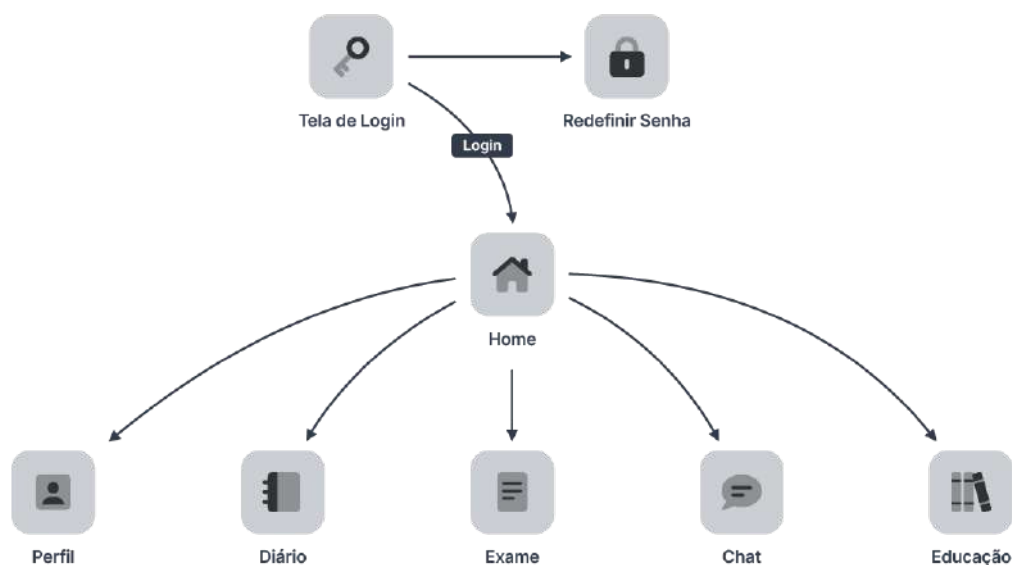 Tela de Login
Redefinir Senha
Login
Home
Perfil
Diário
Exame
Chat
Educação